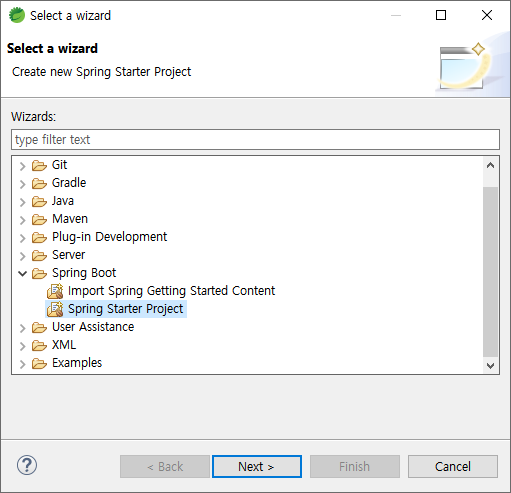 Select a wizard
Select a wizard
Create new Spring Starter Project
Wizards:
type filter text
Git
Gradle
Java
Maven
Plug-in Development
Server
Spring Boot
Import Spring Getting Started Content
Spring Starter Project
User Assistance
XML
Examples
?
< Back
Next >
Finish
Cancel